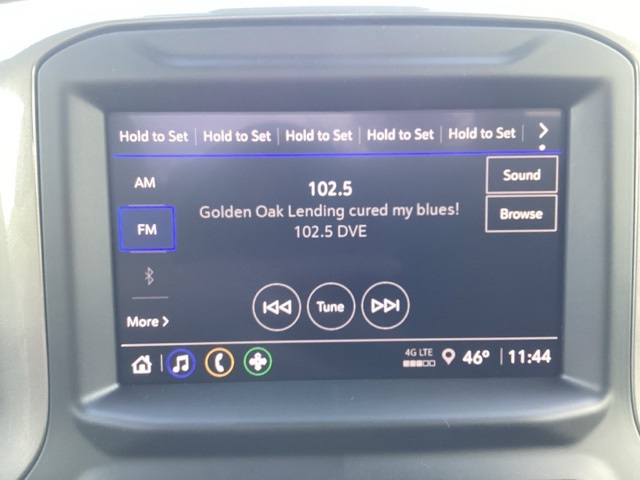 Hold to Set Hold to Set Hold to Set Hold to Set Hold to Set
AM
102.5
Sound
FM
Golden Oak Lending cured my blues!
Browse
102.5 DVE
More
Tune
4G LTE
46° 11:44